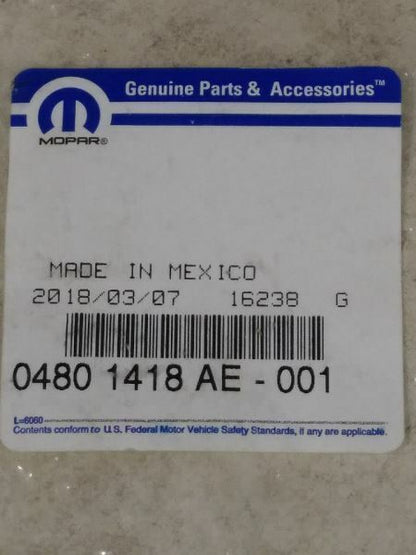 Genuine Parts & Accessories™
MOPAR®
MADE IN MEXICO
2018/03/07 16238 G
0480 1418 AE - 001
L=6060
Contents conform to U.S. Federal Motor Vehicle Safety Standards, if any are applicable.